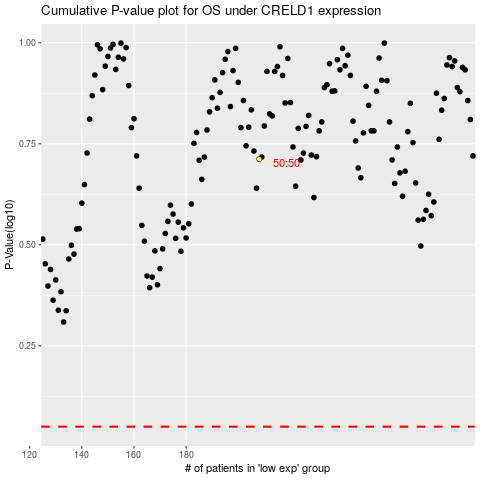 Cumulative P-value plot for OS under CRELD1 expression
P-Value(log10)
1.00
0.75
0.50
0.25
50:50
120 140 160 180
# of patients in 'low exp' group